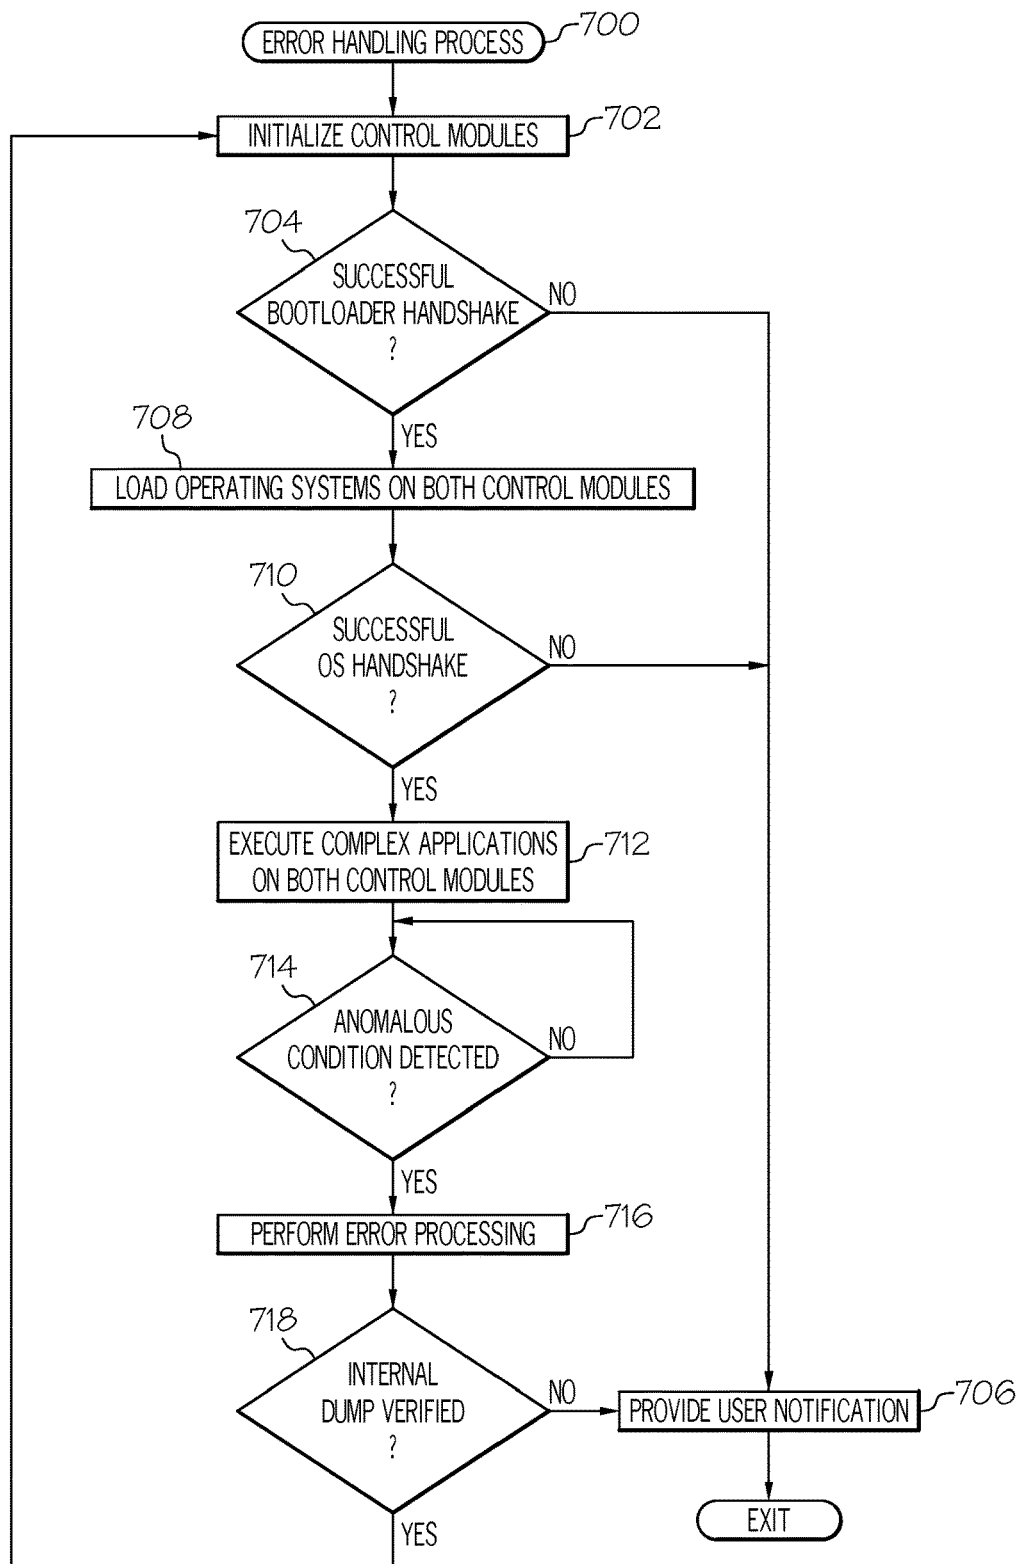 ERROR HANDLING PROCESS
700
INITIALIZE CONTROL MODULES
702
704
SUCCESSFUL
BOOTLOADER HANDSHAKE
?
NO
YES
708
LOAD OPERATING SYSTEMS ON BOTH CONTROL MODULES
710
SUCCESSFUL
OS HANDSHAKE
?
NO
YES
EXECUTE COMPLEX APPLICATIONS
ON BOTH CONTROL MODULES
712
714
ANOMALOUS
CONDITION DETECTED
?
NO
YES
PERFORM ERROR PROCESSING
716
718
INTERNAL
DUMP VERIFIED
?
NO
PROVIDE USER NOTIFICATION
706
YES
EXIT